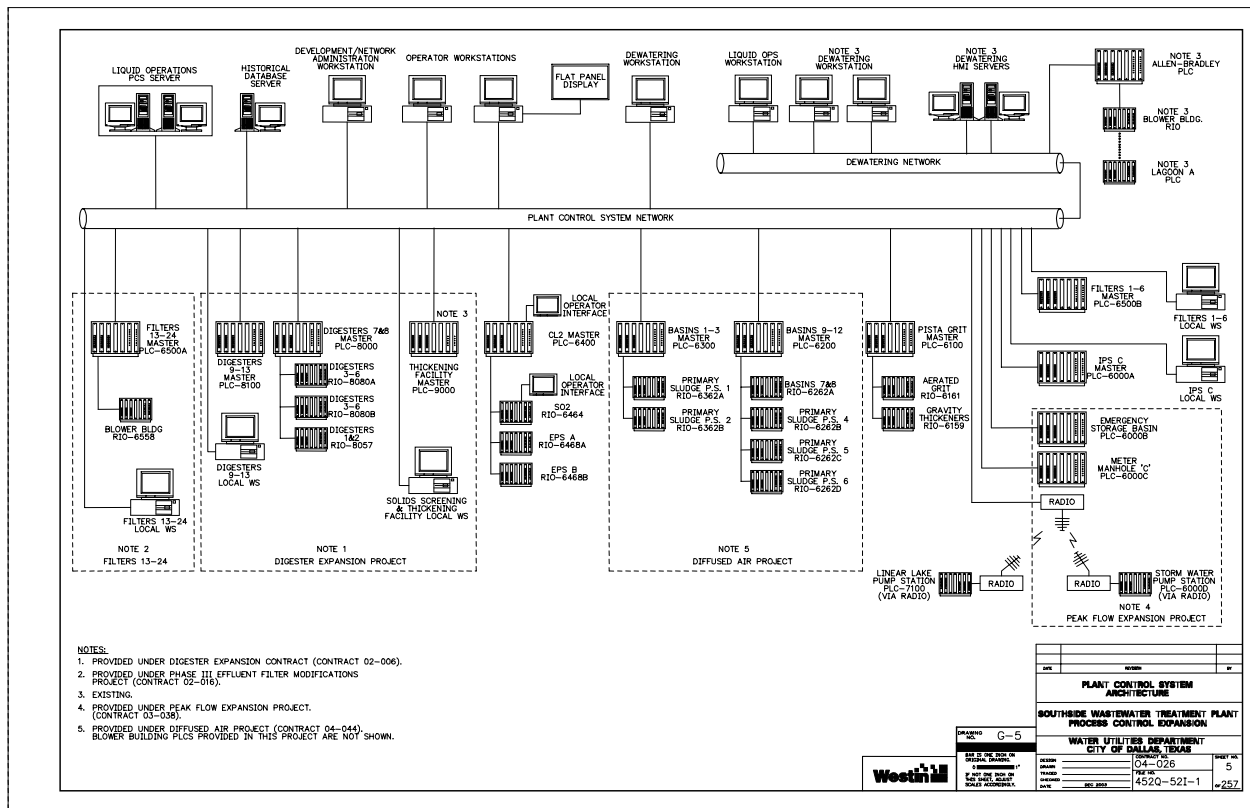 LIQUID OPERATIONS
PCS SERVER
HISTORICAL
DATABASE
SERVER
DEVELOPMENT/NETWORK
ADMINISTRATON
WORKSTATION
OPERATOR WORKSTATIONS
FLAT PANEL
DISPLAY
DEWATERING
WORKSTATION
LIQUID OPS
WORKSTATION
NOTE 3
DEWATERING
WORKSTATION
NOTE 3
DEWATERING
HMI SERVERS
NOTE 3
ALLEN-BRADLEY
PLC
NOTE 3
BLOWER BLDG.
RIO
NOTE 3
LAGOON A
PLC
DEWATERING NETWORK
PLANT CONTROL SYSTEM NETWORK
FILTERS
13-24
MASTER
PLC-6500A
BLOWER BLDG
RIO-6558
FILTERS 13-24
LOCAL WS
NOTE 2
FILTERS 13-24
DIGESTERS
9-13
MASTER
PLC-8100
DIGESTERS
9-13
LOCAL WS
DIGESTERS 7&8
MASTER
PLC-8000
DIGESTERS
3-6
RIO-8080A
DIGESTERS
3-6
RIO-8080B
DIGESTERS
1&2
RIO-8057
NOTE 3
THICKENING
FACILITY
MASTER
PLC-9000
SOLIDS SCREENING
& THICKENING
FACILITY LOCAL WS
NOTE 1
DIGESTER EXPANSION PROJECT
LOCAL
OPERATOR
INTERFACE
CL2 MASTER
PLC-6400
LOCAL
OPERATOR
INTERFACE
SO2
RIO-6464
EPS A
RIO-6468A
EPS B
RIO-6468B
BASINS 1-3
MASTER
PLC-6300
PRIMARY
SLUDGE P.S. 1
RIO-6362A
PRIMARY
SLUDGE P.S. 2
RIO-6362B
BASINS 9-12
MASTER
PLC-6200
BASINS 7&8
RIO-6262A
PRIMARY
SLUDGE P.S. 4
RIO-6262B
PRIMARY
SLUDGE P.S. 5
RIO-6262C
PRIMARY
SLUDGE P.S. 6
RIO-6262D
NOTE 5
DIFFUSED AIR PROJECT
PISTA GRIT
MASTER
PLC-6100
AERATED
GRIT
RIO-6161
GRAVITY
THICKENERS
RIO-6159
FILTERS 1-6
MASTER
PLC-6500B
FILTERS 1-6
LOCAL WS
IPS C
MASTER
PLC-6000A
IPS C
LOCAL WS
EMERGENCY
STORAGE BASIN
PLC-6000B
METER
MANHOLE 'C'
PLC-6000C
RADIO
LINEAR LAKE
PUMP STATION
PLC-7100
(VIA RADIO)
RADIO
RADIO
STORM WATER
PUMP STATION
PLC-6000D
(VIA RADIO)
NOTE 4
PEAK FLOW EXPANSION PROJECT
NOTES:
1. PROVIDED UNDER DIGESTER EXPANSION CONTRACT (CONTRACT 02-006).
2. PROVIDED UNDER PHASE III EFFLUENT FILTER MODIFICATIONS
PROJECT (CONTRACT 02-016).
3. EXISTING.
4. PROVIDED UNDER PEAK FLOW EXPANSION PROJECT.
(CONTRACT 03-038).
5. PROVIDED UNDER DIFFUSED AIR PROJECT (CONTRACT 04-044).
BLOWER BUILDING PLCS PROVIDED IN THIS PROJECT ARE NOT SHOWN.
Westin
DRAWING NO. G-5
BAR IS ONE INCH ON
ORIGINAL DRAWING.
0 1"
IF NOT ONE INCH ON
THIS SHEET, ADJUST
SCALES ACCORDINGLY.
DATE REVISION BY
PLANT CONTROL SYSTEM
ARCHITECTURE
SOUTHSIDE WASTEWATER TREATMENT PLANT
PROCESS CONTROL EXPANSION
WATER UTILITIES DEPARTMENT
CITY OF DALLAS, TEXAS
DESIGN
DRAWN
TRACED
CHECKED
DATE DEC 2003
CONTRACT NO.
04-026
FILE NO.
452Q-52I-1
SHEET NO.
5
OF 257